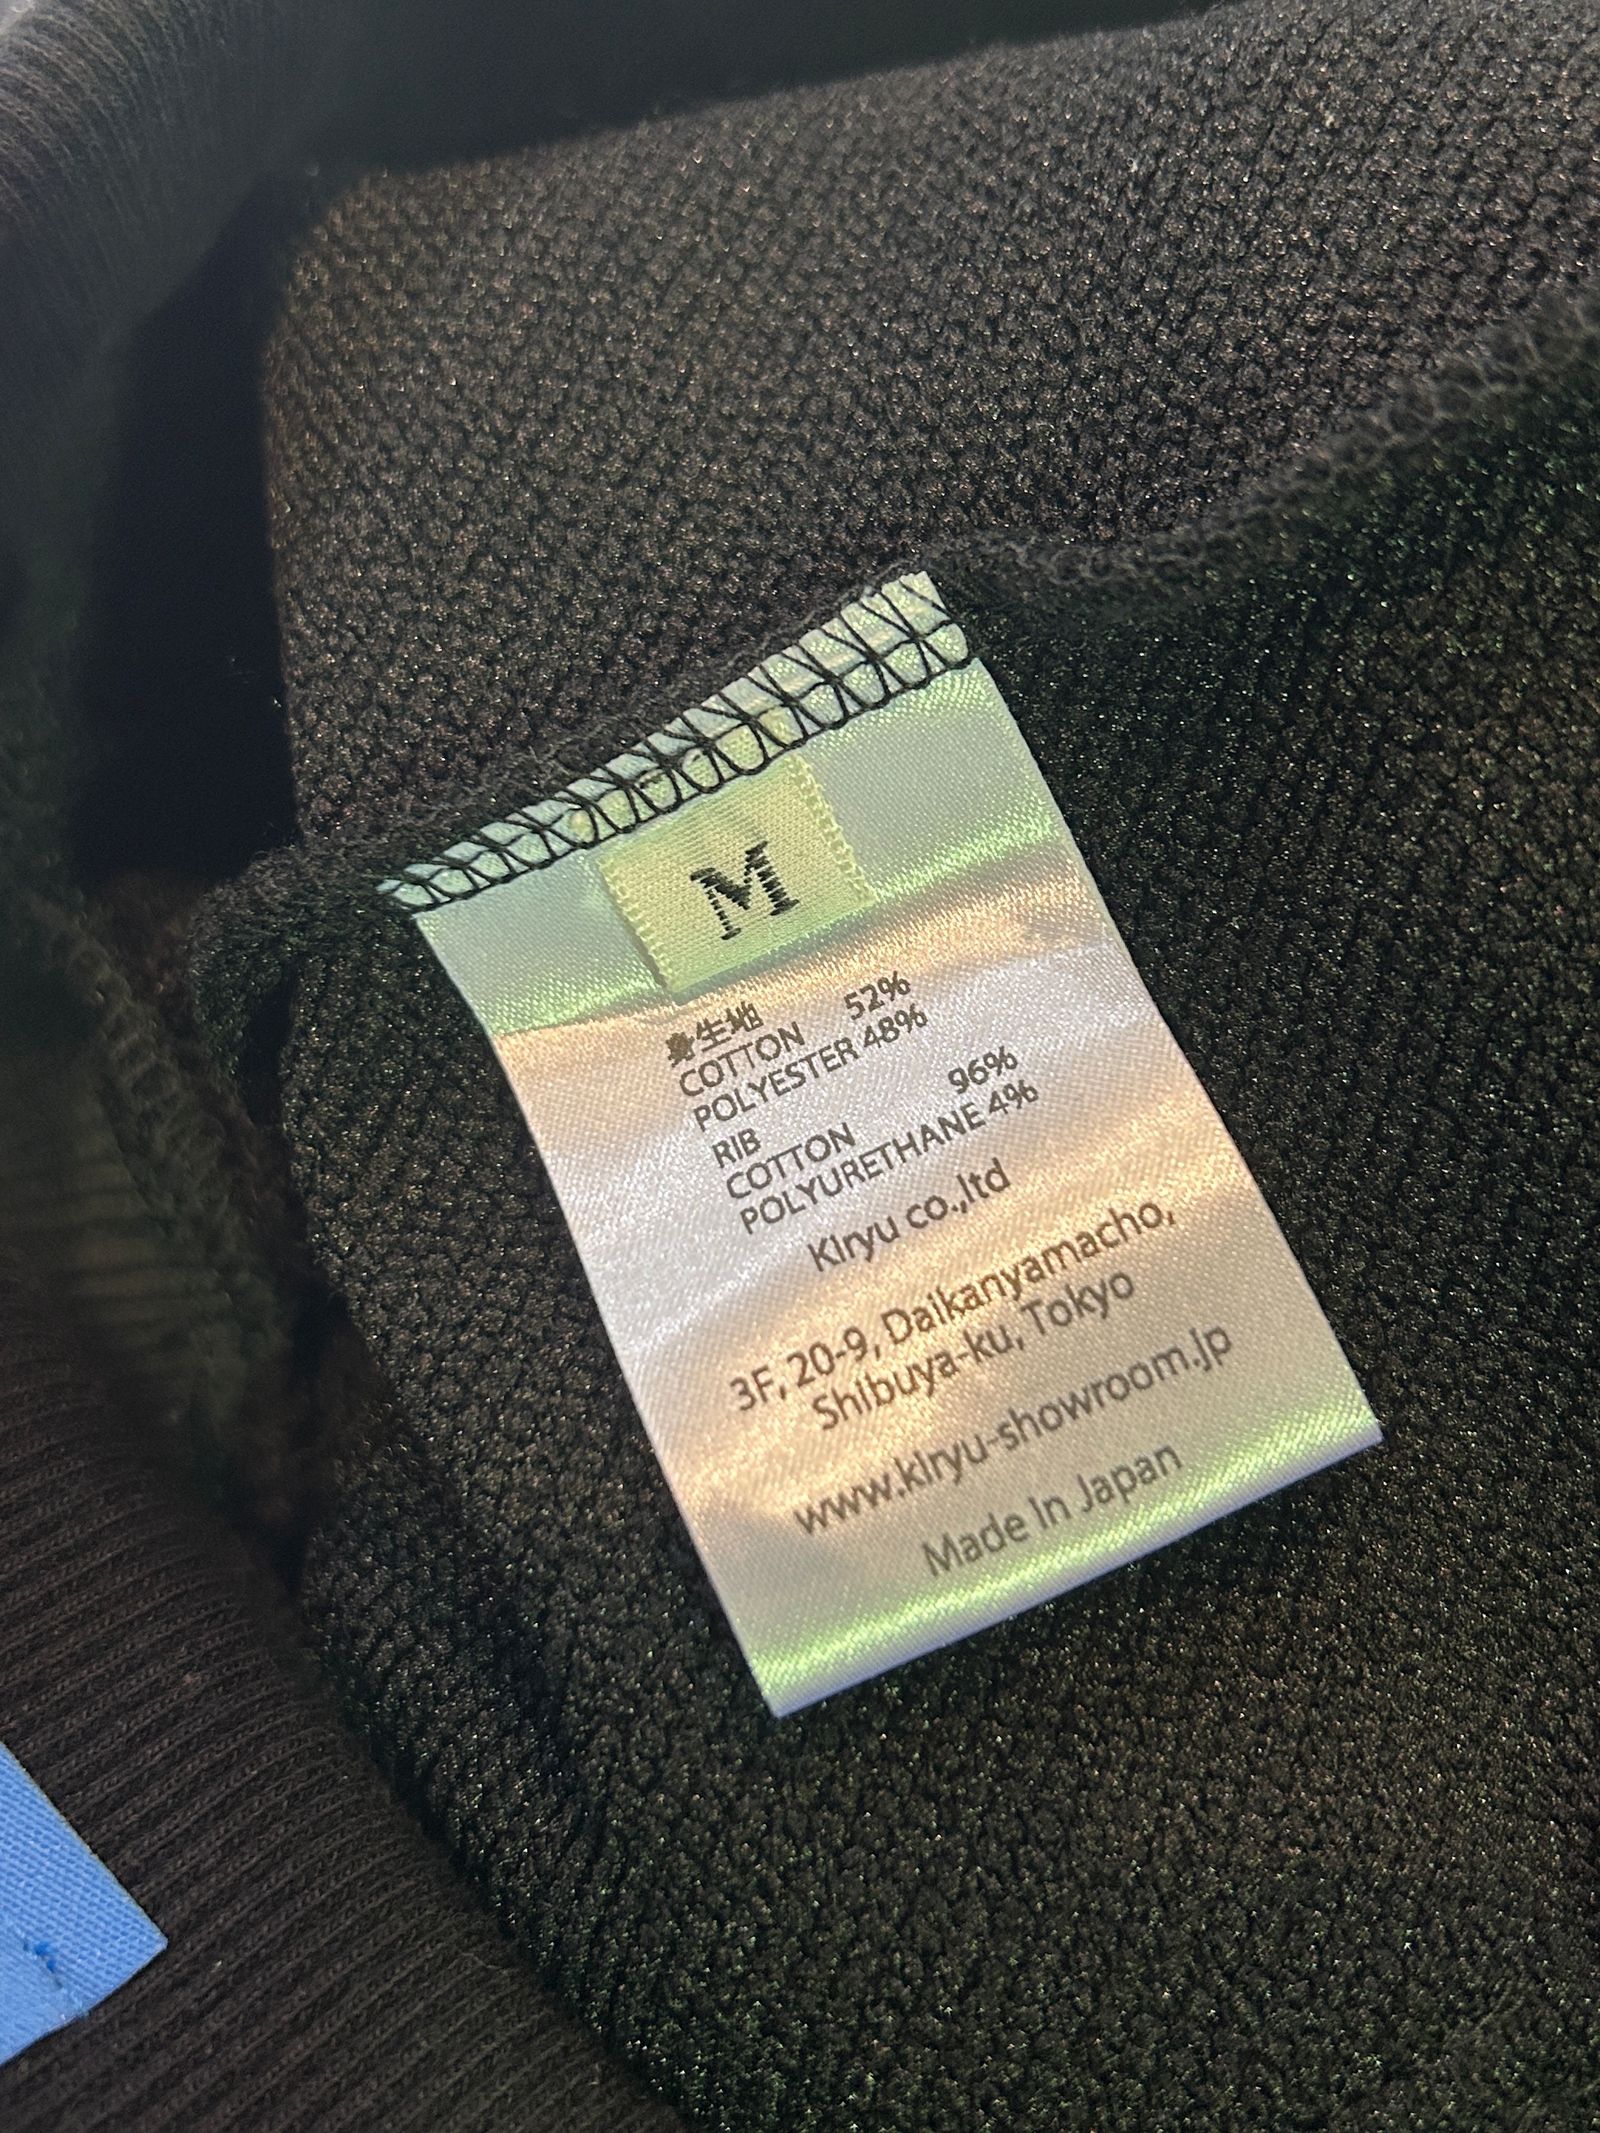 M
身生地
COTTON 52%
POLYESTER 48%
RIB
COTTON 96%
POLYURETHANE 4%
KIryu co.,ltd
3F, 20-9, DaIkanyamacho,
ShIbuya-ku, Tokyo
www.kIryu-showroom.jp
Made In Japan